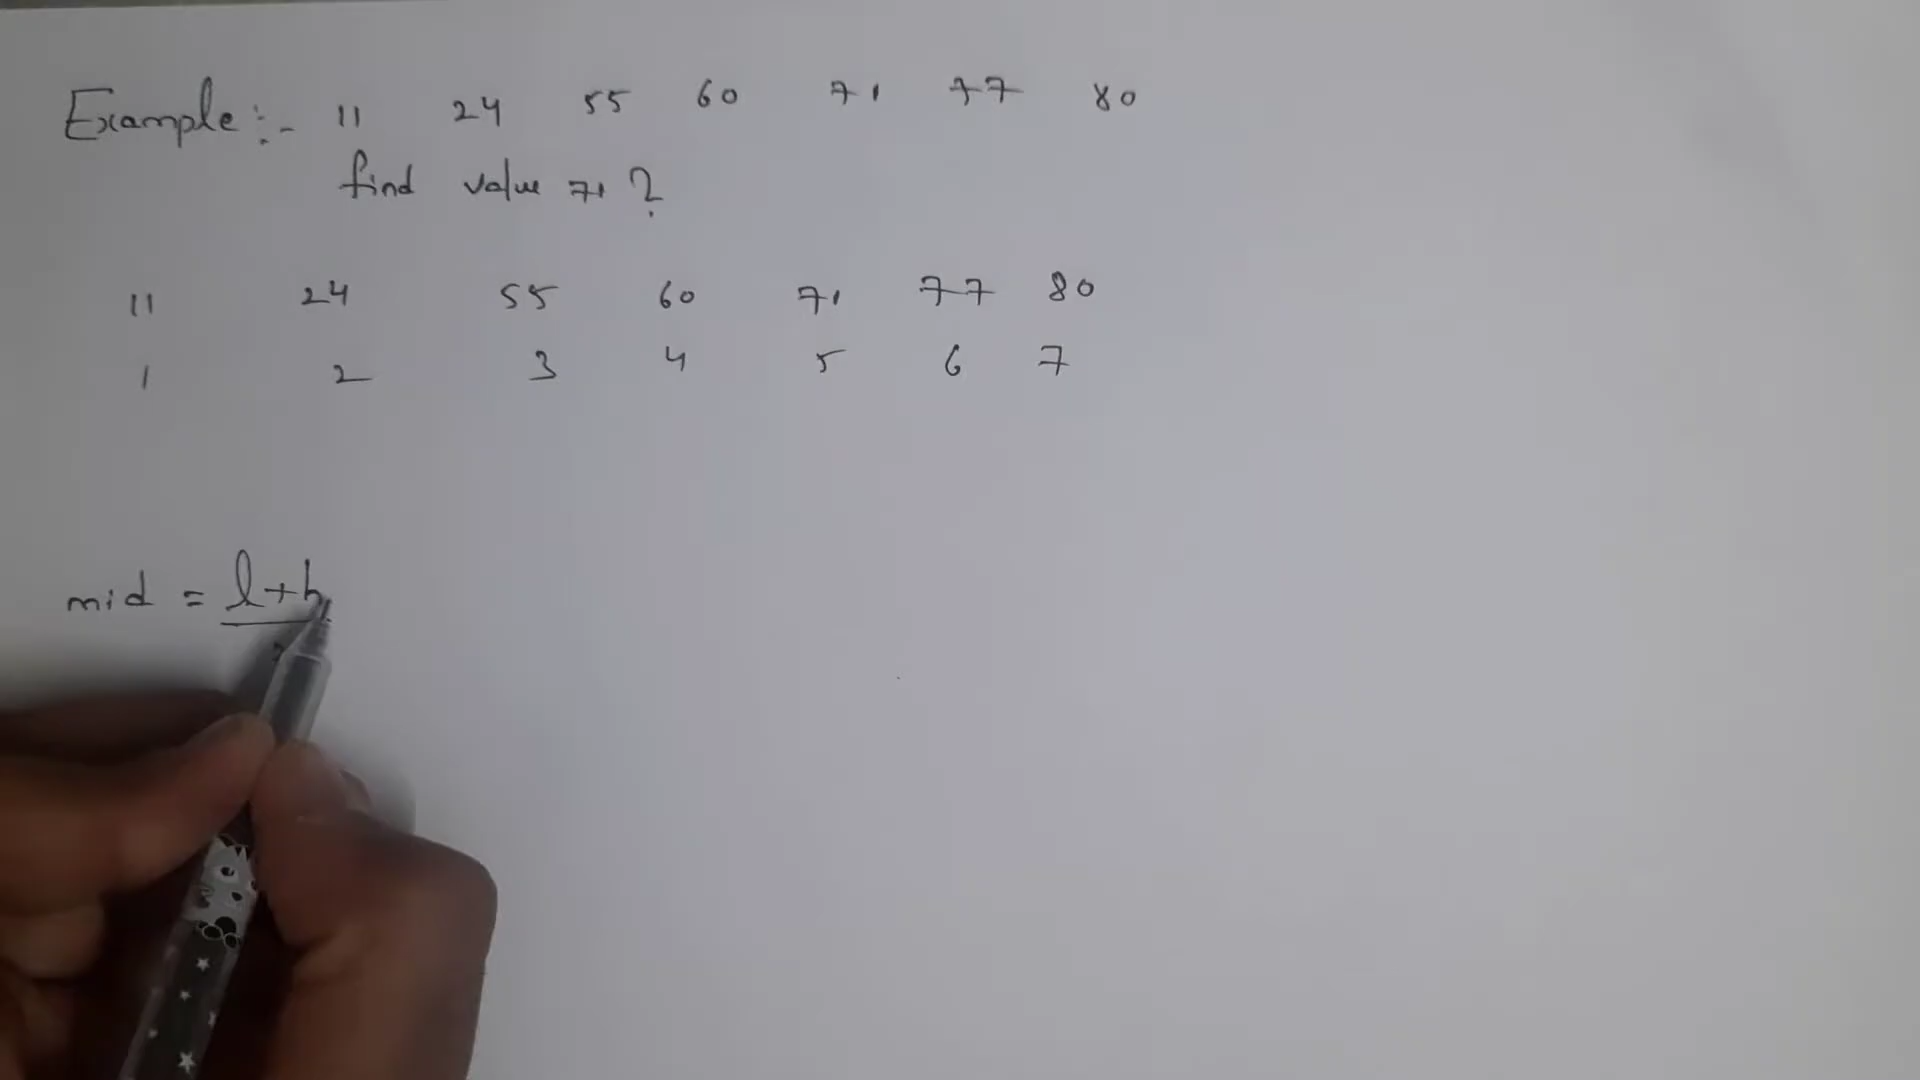 Example:- 11 24 55 60 71 77 80
find value 71 ?
11 24 55 60 71 77 80
1 2 3 4 5 6 7
mid = l+h